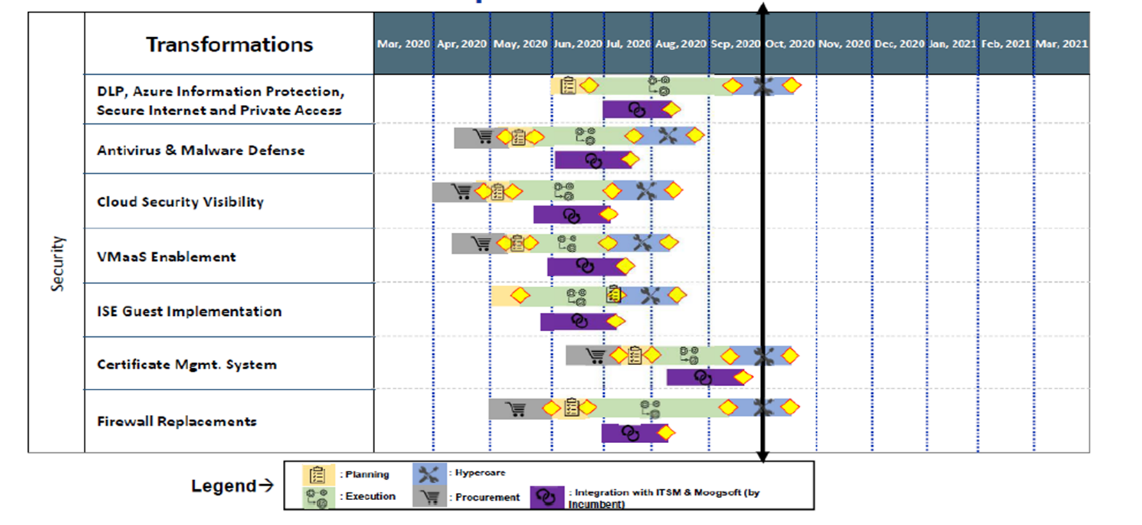 Transformations
Mar, 2020 Apr, 2020 May, 2020 Jun, 2020 Jul, 2020 Aug, 2020 Sep, 2020 Oct, 2020 Nov, 2020 Dec, 2020 Jan, 2021 Feb, 2021 Mar, 2021
Security
DLP, Azure Information Protection,
Secure Internet and Private Access
Antivirus & Malware Defense
Cloud Security Visibility
VMaaS Enablement
ISE Guest Implementation
Certificate Mgmt. System
Firewall Replacements
Legend→
: Planning
: Hypercare
: Execution
: Procurement
: Integration with ITSM & Moogsoft (by
Incumbent)